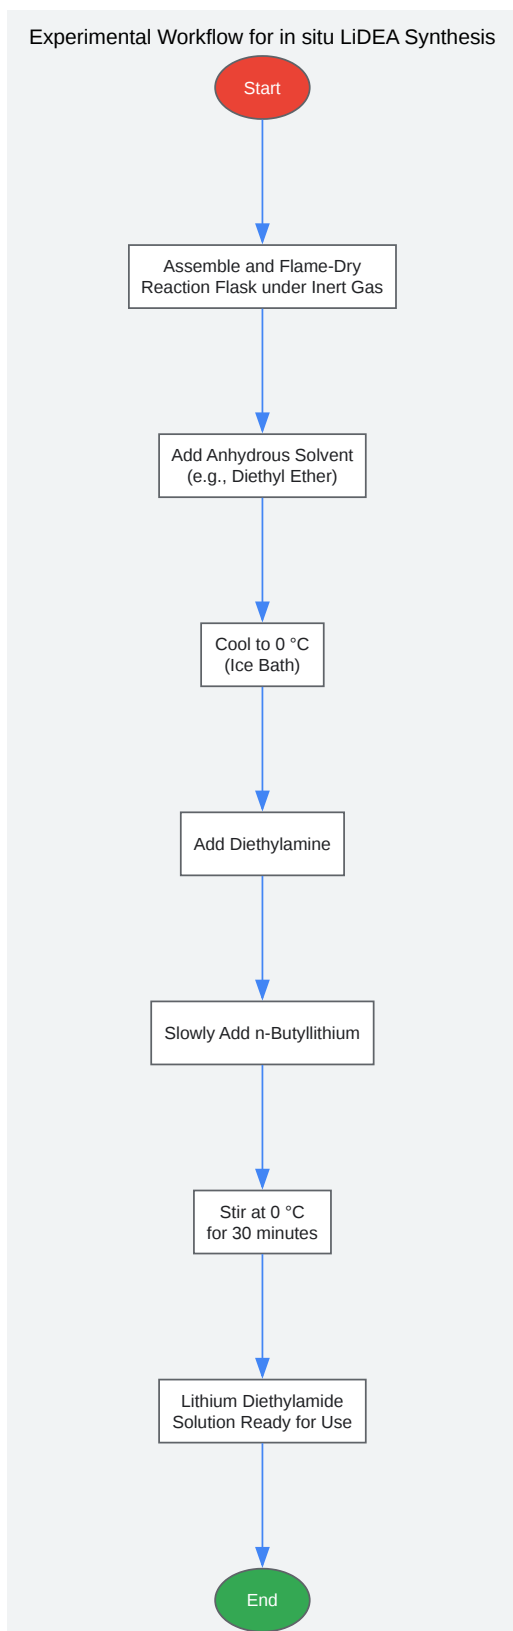 Experimental Workflow for in situ LiDEA Synthesis
Start
Assemble and Flame-Dry
Reaction Flask under Inert Gas
Add Anhydrous Solvent
(e.g., Diethyl Ether)
Cool to 0 °C
(Ice Bath)
Add Diethylamine
Slowly Add n-Butyllithium
Stir at 0 °C
for 30 minutes
Lithium Diethylamide
Solution Ready for Use
End